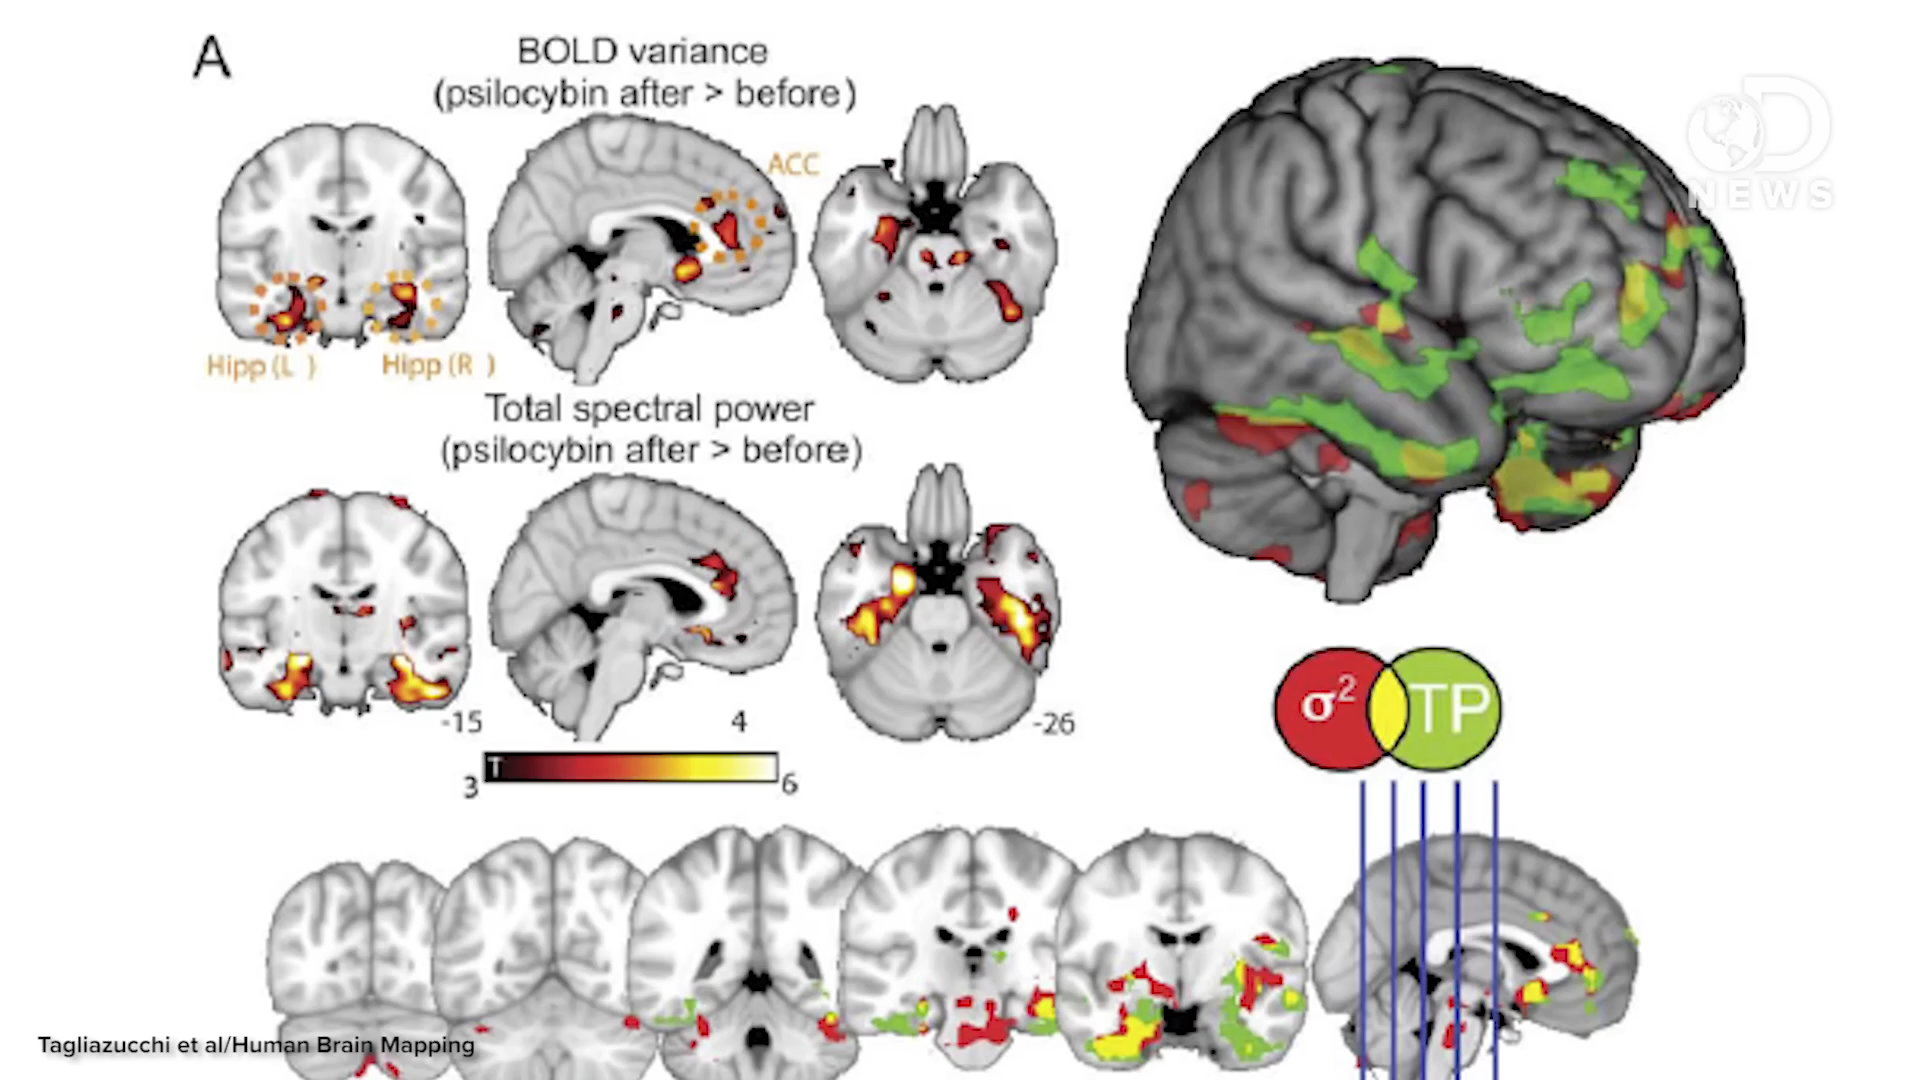 A
BOLD variance
(psilocybin after > before)
ACC
D
NEWS
Hipp (L )
Hipp (R )
Total spectral power
(psilocybin after > before)
-15
4
-26
T
3
6
σ² TP
Tagliazucchi et al/Human Brain Mapping